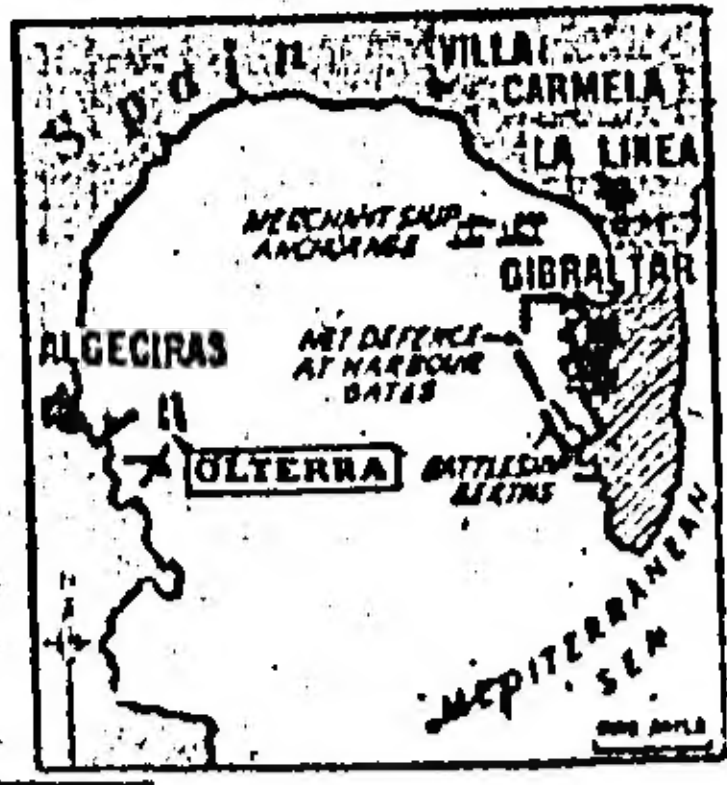 Spain
VILLA
CARMELA
LA LINEA
MERCHANT SHIP
ANCHORAGE
GIBRALTAR
ALGECIRAS
NET DEFENCE
AT HARBOUR
GATES
OLTERRA
BATTLESHIP
BERTHS
MEDITERRANEAN
SEA